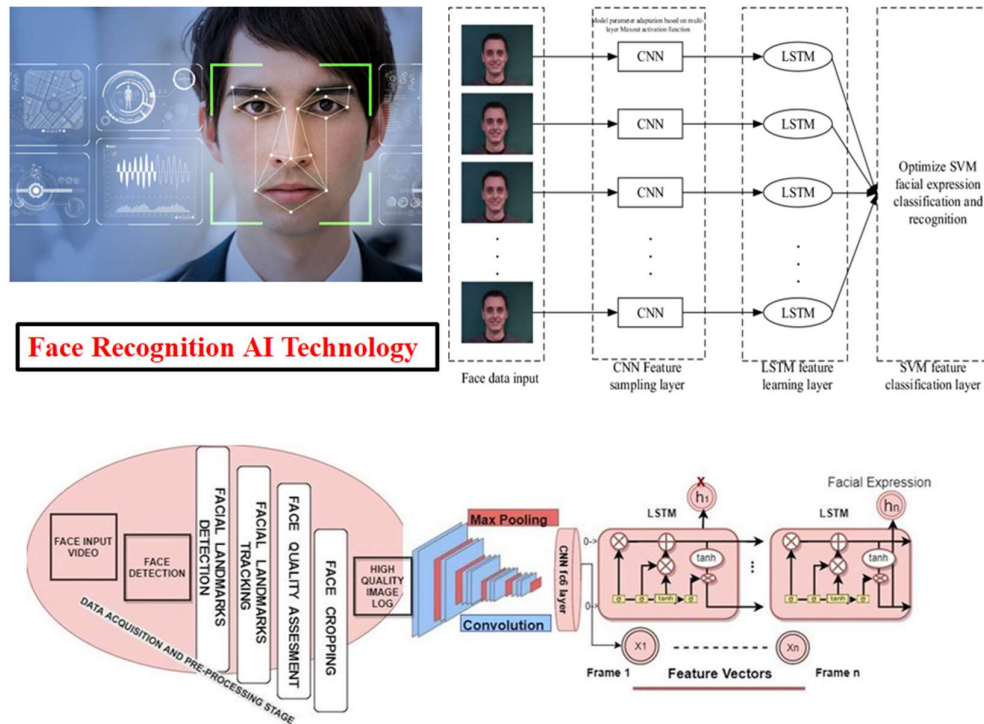 Face Recognition AI Technology
Model parameter adaptation based on multi-
layer Maxout activation function
CNN
LSTM
CNN
LSTM
CNN
LSTM
CNN
LSTM
Optimize SVM
facial expression
classification and
recognition
Face data input
CNN Feature
sampling layer
LSTM feature
learning layer
SVM feature
classification layer
FACE INPUT
VIDEO
FACE
DETECTION
FACIAL LANDMARKS
DETECTION
FACIAL LANDMARKS
TRACKING
FACE QUALITY ASSESMENT
FACE CROPPING
HIGH
QUALITY
IMAGE
LOG
DATA ACQUISITION AND PRE-PROCESSING STAGE
Max Pooling
Convolution
CNN fc6 layer
0->
0->
LSTM
h1
X
σ
σ
tanh
σ
tanh
LSTM
Facial Expression
hn
σ
σ
tanh
σ
tanh
X1
Xn
Frame 1
Feature Vectors
Frame n